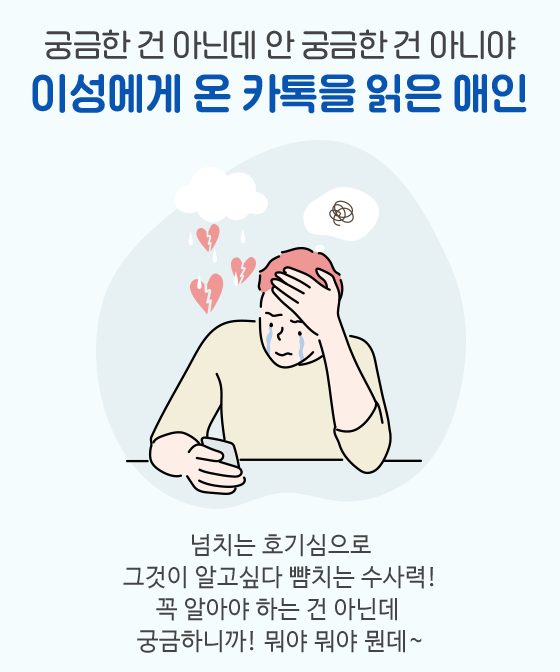 궁금한 건 아닌데 안 궁금한 건 아니야
이성에게 온 카톡을 읽은 애인
넘치는 호기심으로
그것이 알고싶다 뺨치는 수사력!
꼭 알아야 하는 건 아닌데
궁금하니까! 뭐야 뭐야 뭔데~